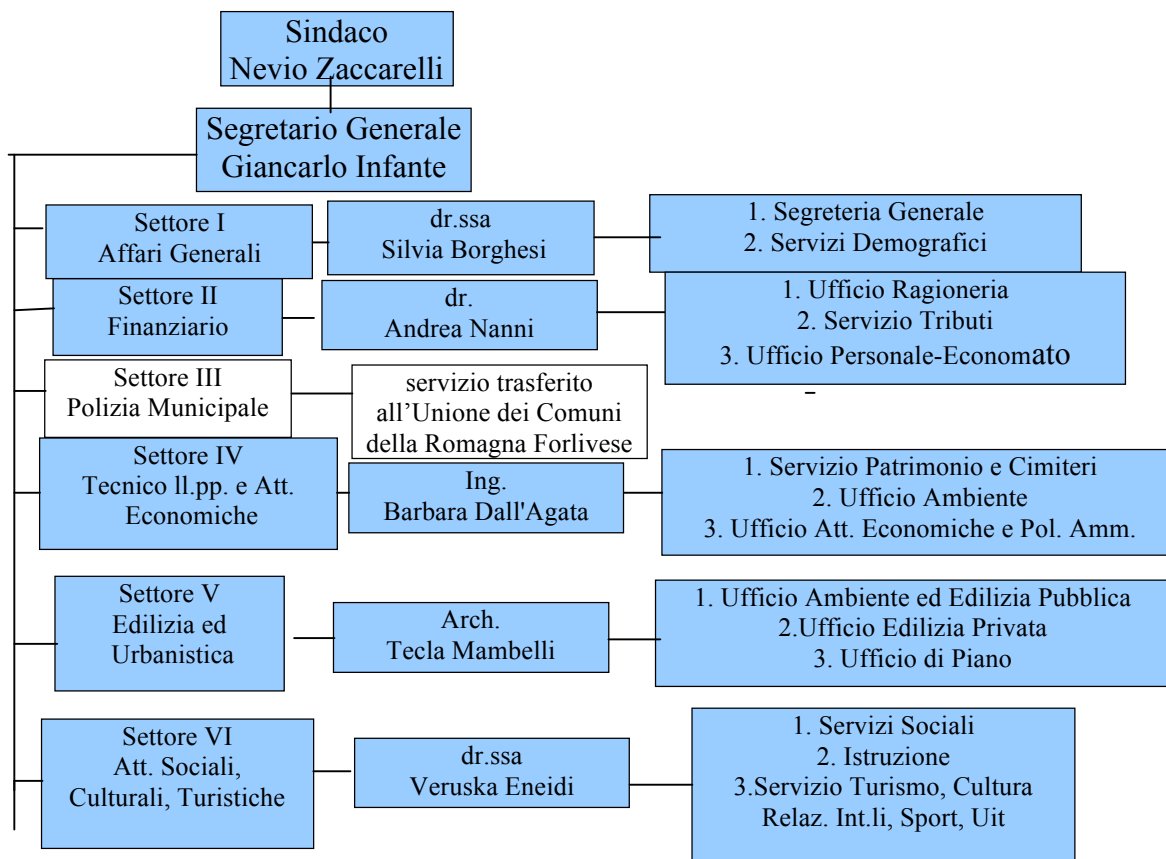 Sindaco
Nevio Zaccarelli
Segretario Generale
Giancarlo Infante
Settore I
Affari Generali
dr.ssa
Silvia Borghesi
1. Segreteria Generale
2. Servizi Demografici
Settore II
Finanziario
dr.
Andrea Nanni
1. Ufficio Ragioneria
2. Servizio Tributi
3. Ufficio Personale-Economato
Settore III
Polizia Municipale
servizio trasferito
all’Unione dei Comuni
della Romagna Forlivese
Settore IV
Tecnico ll.pp. e Att.
Economiche
Ing.
Barbara Dall'Agata
1. Servizio Patrimonio e Cimiteri
2. Ufficio Ambiente
3. Ufficio Att. Economiche e Pol. Amm.
Settore V
Edilizia ed
Urbanistica
Arch.
Tecla Mambelli
1. Ufficio Ambiente ed Edilizia Pubblica
2.Ufficio Edilizia Privata
3. Ufficio di Piano
Settore VI
Att. Sociali,
Culturali, Turistiche
dr.ssa
Veruska Eneidi
1. Servizi Sociali
2. Istruzione
3.Servizio Turismo, Cultura
Relaz. Int.li, Sport, Uit